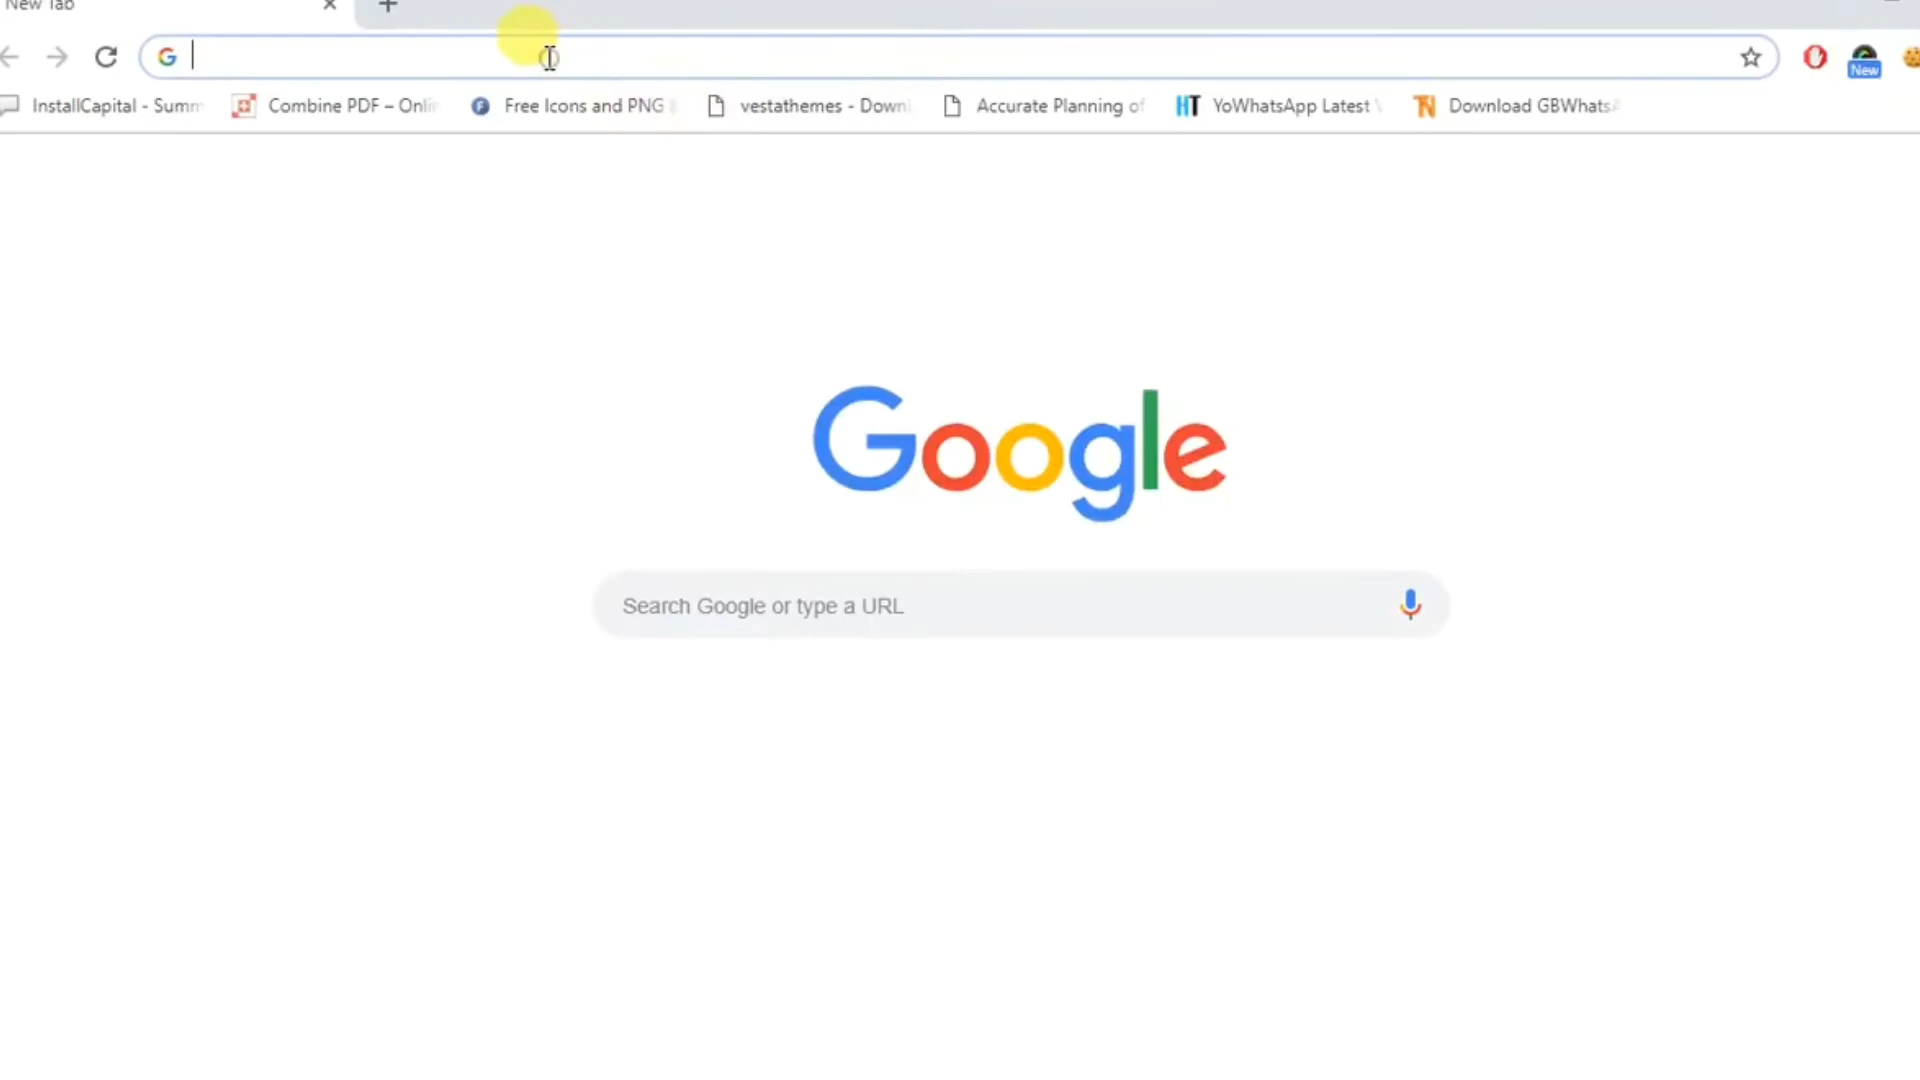 New Tab
New
InstallCapital - Summ
Combine PDF – Onli
Free Icons and PNG
vestathemes - Down
Accurate Planning of
YoWhatsApp Latest
Download GBWhats
Google
Search Google or type a URL